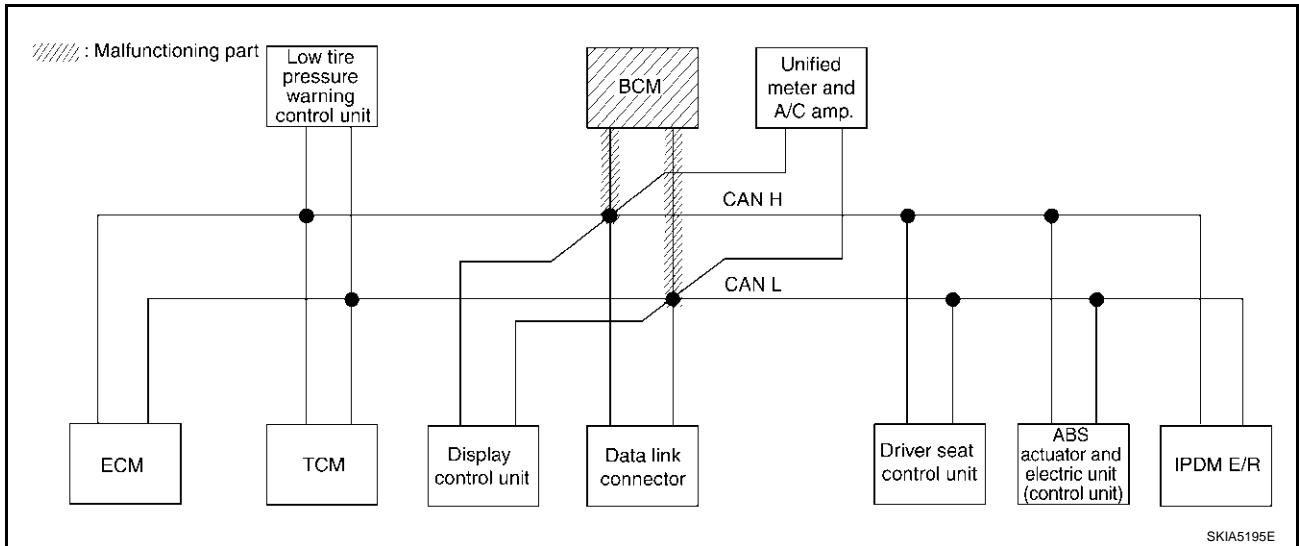 : Malfunctioning part
Low tire
pressure
warning
control unit
BCM
Unified
meter and
A/C amp.
CAN H
CAN L
ECM
TCM
Display
control unit
Data link
connector
Driver seat
control unit
ABS
actuator and
electric unit
(control unit)
IPDM E/R
SKIA5195E